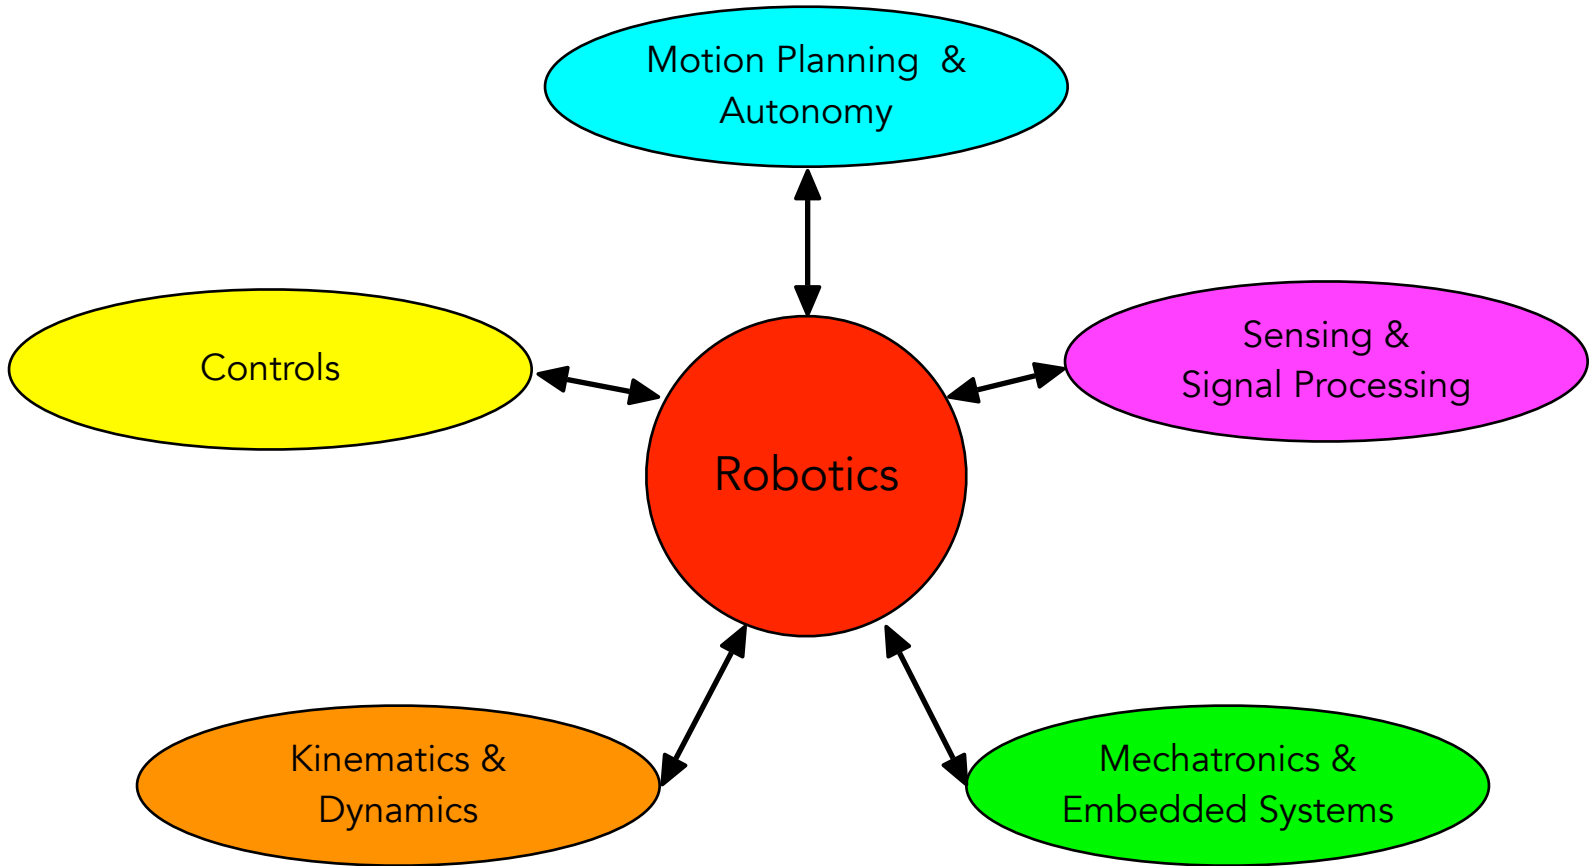 Motion Planning &
Autonomy
Controls
Sensing &
Signal Processing
Robotics
Kinematics &
Dynamics
Mechatronics &
Embedded Systems